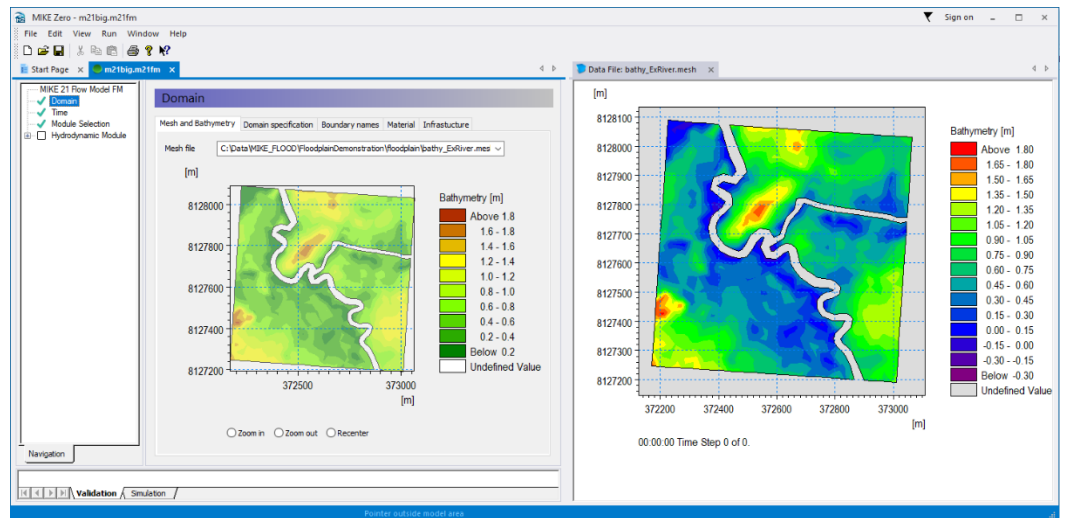 MIKE Zero - m21big.m21fm
Sign on
File Edit View Run Window Help
Start Page m21big.m21fm
MIKE 21 Flow Model FM
Domain
Time
Module Selection
Hydrodynamic Module
Navigation
Domain
Mesh and Bathymetry Domain specification Boundary names Material Infrastucture
Mesh file C:\Data\MIKE_FLOOD\FloodplainDemonstration\floodplain\bathy_ExRiver.mes
[m]
8128000
8127800
8127600
8127400
8127200
372500 373000
[m]
Bathymetry [m]
Above 1.8
1.6 - 1.8
1.4 - 1.6
1.2 - 1.4
1.0 - 1.2
0.8 - 1.0
0.6 - 0.8
0.4 - 0.6
0.2 - 0.4
Below 0.2
Undefined Value
Zoom in Zoom out Recenter
Validation Simulation
Data File: bathy_ExRiver.mesh
[m]
8128100
8128000
8127900
8127800
8127700
8127600
8127500
8127400
8127300
8127200
372200 372400 372600 372800 373000
[m]
00:00:00 Time Step 0 of 0.
Bathymetry [m]
Above 1.80
1.65 - 1.80
1.50 - 1.65
1.35 - 1.50
1.20 - 1.35
1.05 - 1.20
0.90 - 1.05
0.75 - 0.90
0.60 - 0.75
0.45 - 0.60
0.30 - 0.45
0.15 - 0.30
0.00 - 0.15
-0.15 - 0.00
-0.30 - -0.15
Below -0.30
Undefined Value
Pointer outside model area